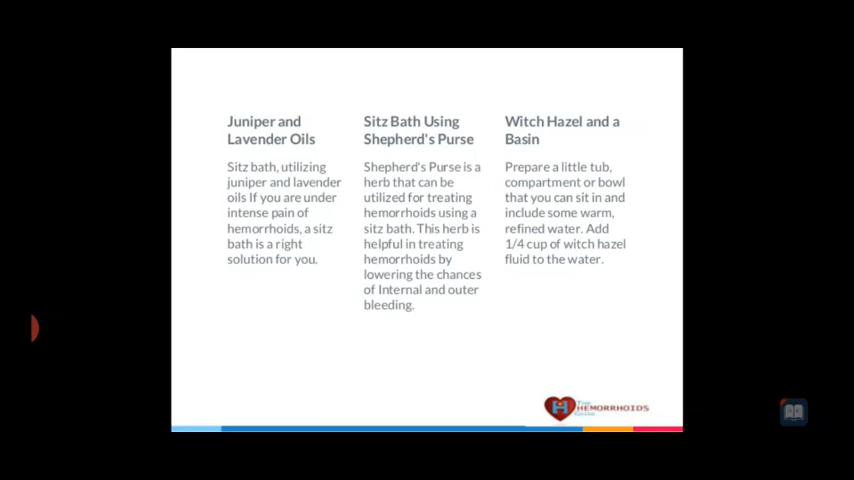 Juniper and
Lavender Oils
Sitz bath, utilizing
juniper and lavender
oils If you are under
intense pain of
hemorrhoids, a sitz
bath is a right
solution for you.
Sitz Bath Using
Shepherd's Purse
Shepherd's Purse is a
herb that can be
utilized for treating
hemorrhoids using a
sitz bath. This herb is
helpful in treating
hemorrhoids by
lowering the chances
of Internal and outer
bleeding.
Witch Hazel and a
Basin
Prepare a little tub,
compartment or bowl
that you can sit in and
include some warm,
refined water. Add
1/4 cup of witch hazel
fluid to the water.
The
HEMORRHOIDS